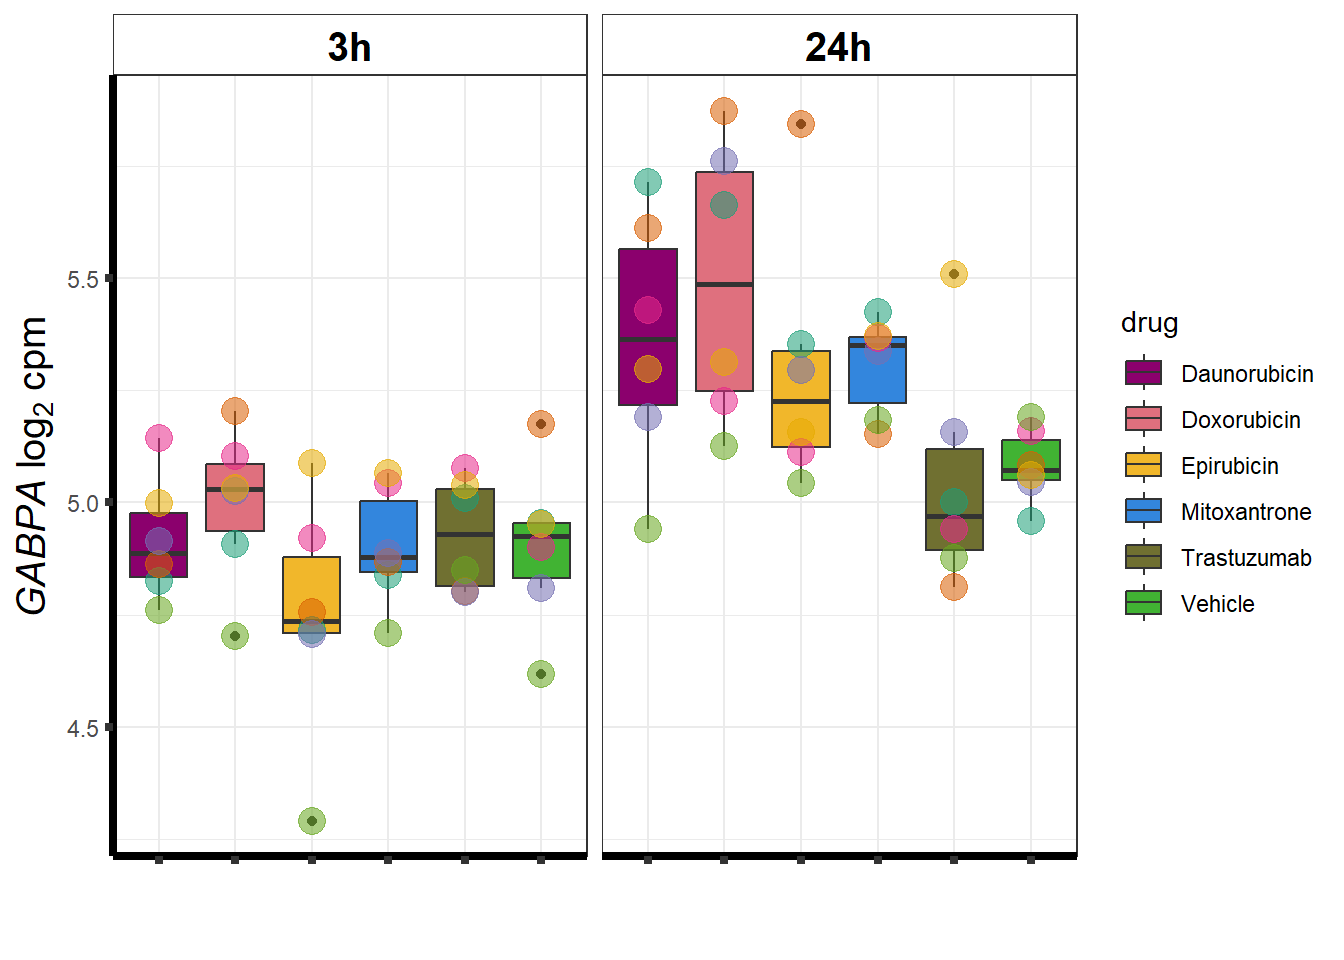 3h
24h
5.5
5.0
4.5
GABPA log2 cpm
drug
Daunorubicin
Doxorubicin
Epirubicin
Mitoxantrone
Trastuzumab
Vehicle